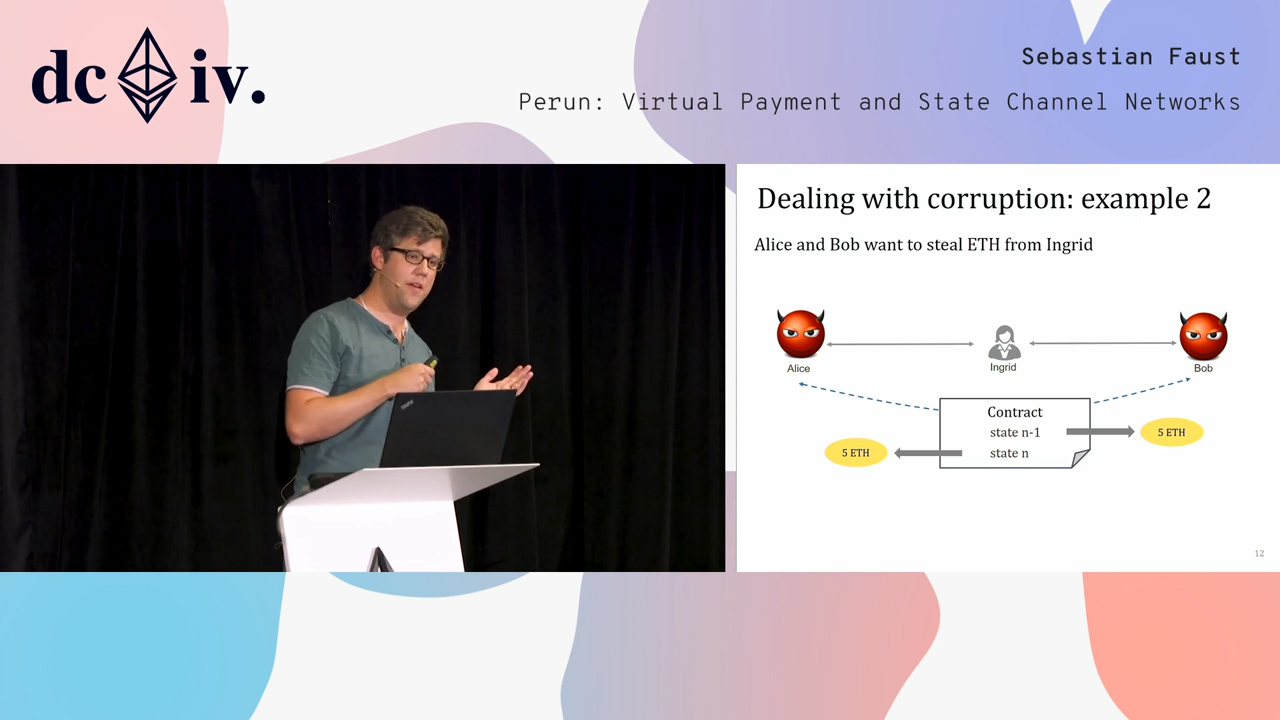 dc iv.
Sebastian Faust
Perun: Virtual Payment and State Channel Networks
Dealing with corruption: example 2
Alice and Bob want to steal ETH from Ingrid
Alice
Ingrid
Bob
Contract
state n-1
5 ETH
5 ETH
state n
12